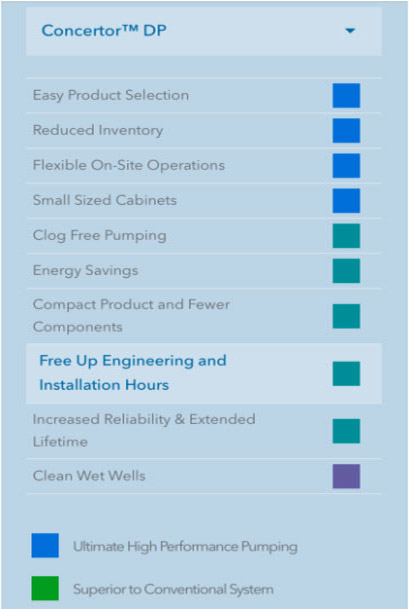 Concertor™ DP
Easy Product Selection
Reduced Inventory
Flexible On-Site Operations
Small Sized Cabinets
Clog Free Pumping
Energy Savings
Compact Product and Fewer
Components
Free Up Engineering and
Installation Hours
Increased Reliability & Extended
Lifetime
Clean Wet Wells
Ultimate High Performance Pumping
Superior to Conventional System